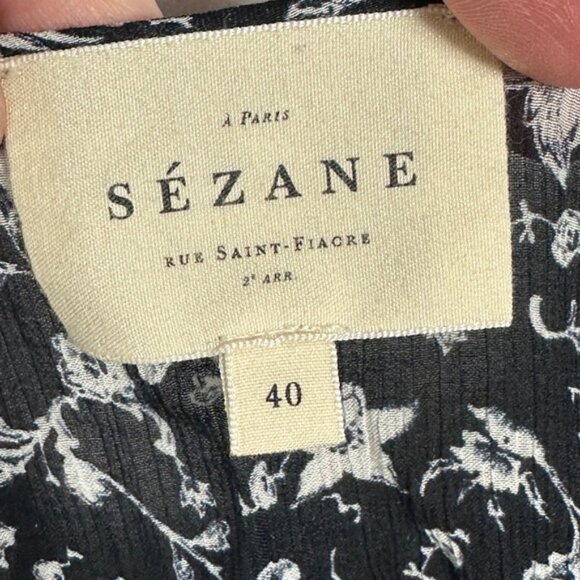 À PARIS
SÉZANE
RUE SAINT-FIACRE
2ᵉ ARR.
40